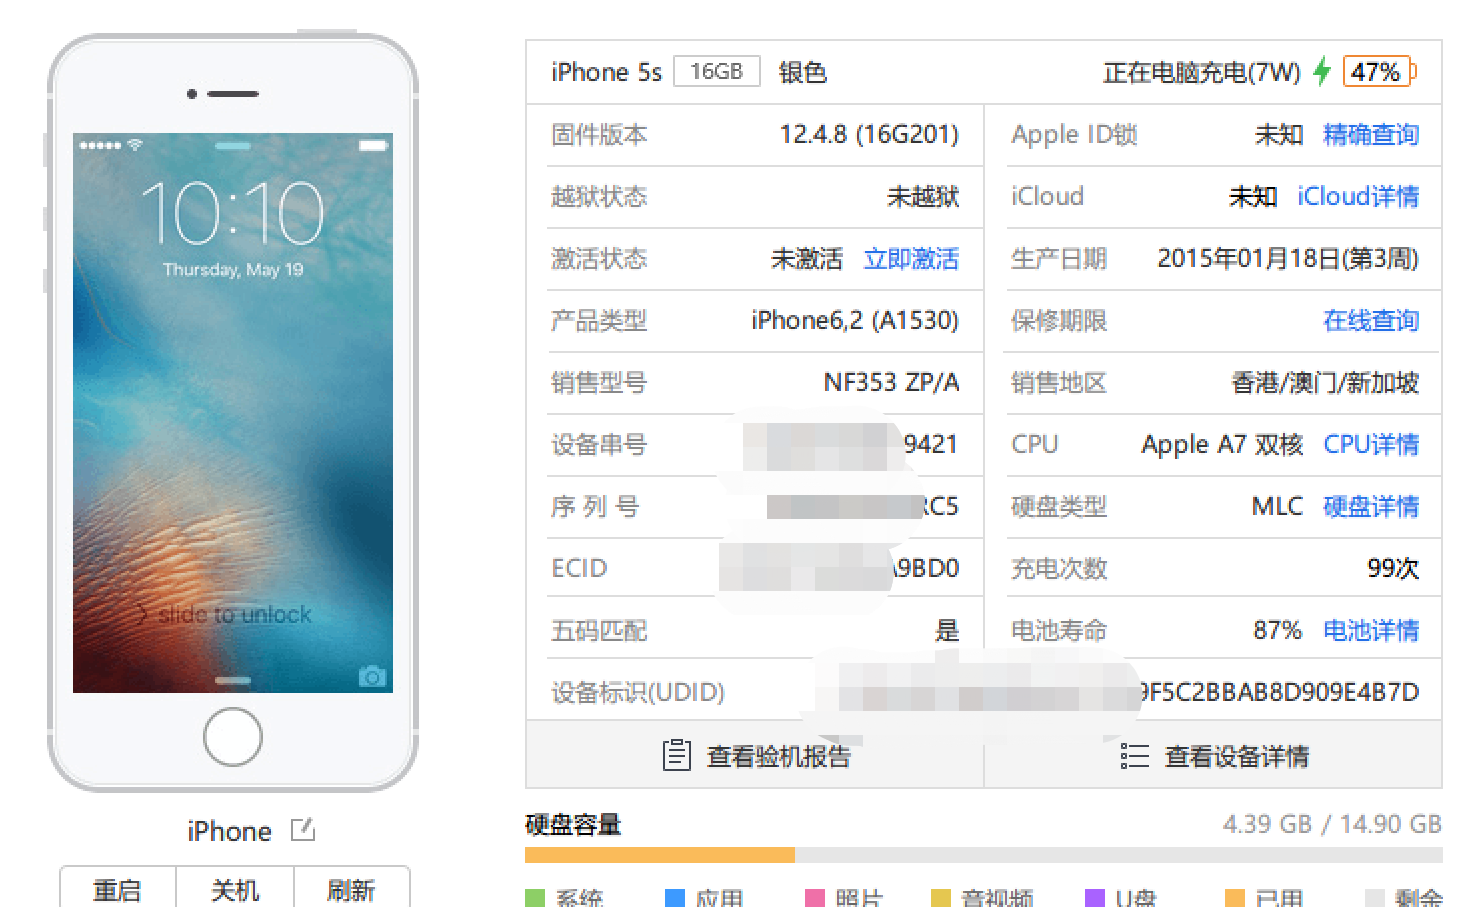 iPhone 5s 16GB 银色 正在电脑充电(7W) 47%
固件版本 12.4.8 (16G201) Apple ID锁 未知 精确查询
越狱状态 未越狱 iCloud 未知 iCloud详情
激活状态 未激活 立即激活 生产日期 2015年01月18日(第3周)
产品类型 iPhone6,2 (A1530) 保修期限 在线查询
销售型号 NF353 ZP/A 销售地区 香港/澳门/新加坡
设备串号 9421 CPU Apple A7 双核 CPU详情
序列号 RC5 硬盘类型 MLC 硬盘详情
ECID A9BD0 充电次数 99次
五码匹配 是 电池寿命 87% 电池详情
设备标识(UDID) 9F5C2BBAB8D909E4B7D
查看验机报告 查看设备详情
硬盘容量 4.39 GB / 14.90 GB
系统 应用 照片 音视频 U盘 已用 剩余
10:10
Thursday, May 19
> slide to unlock
iPhone
重启 关机 刷新